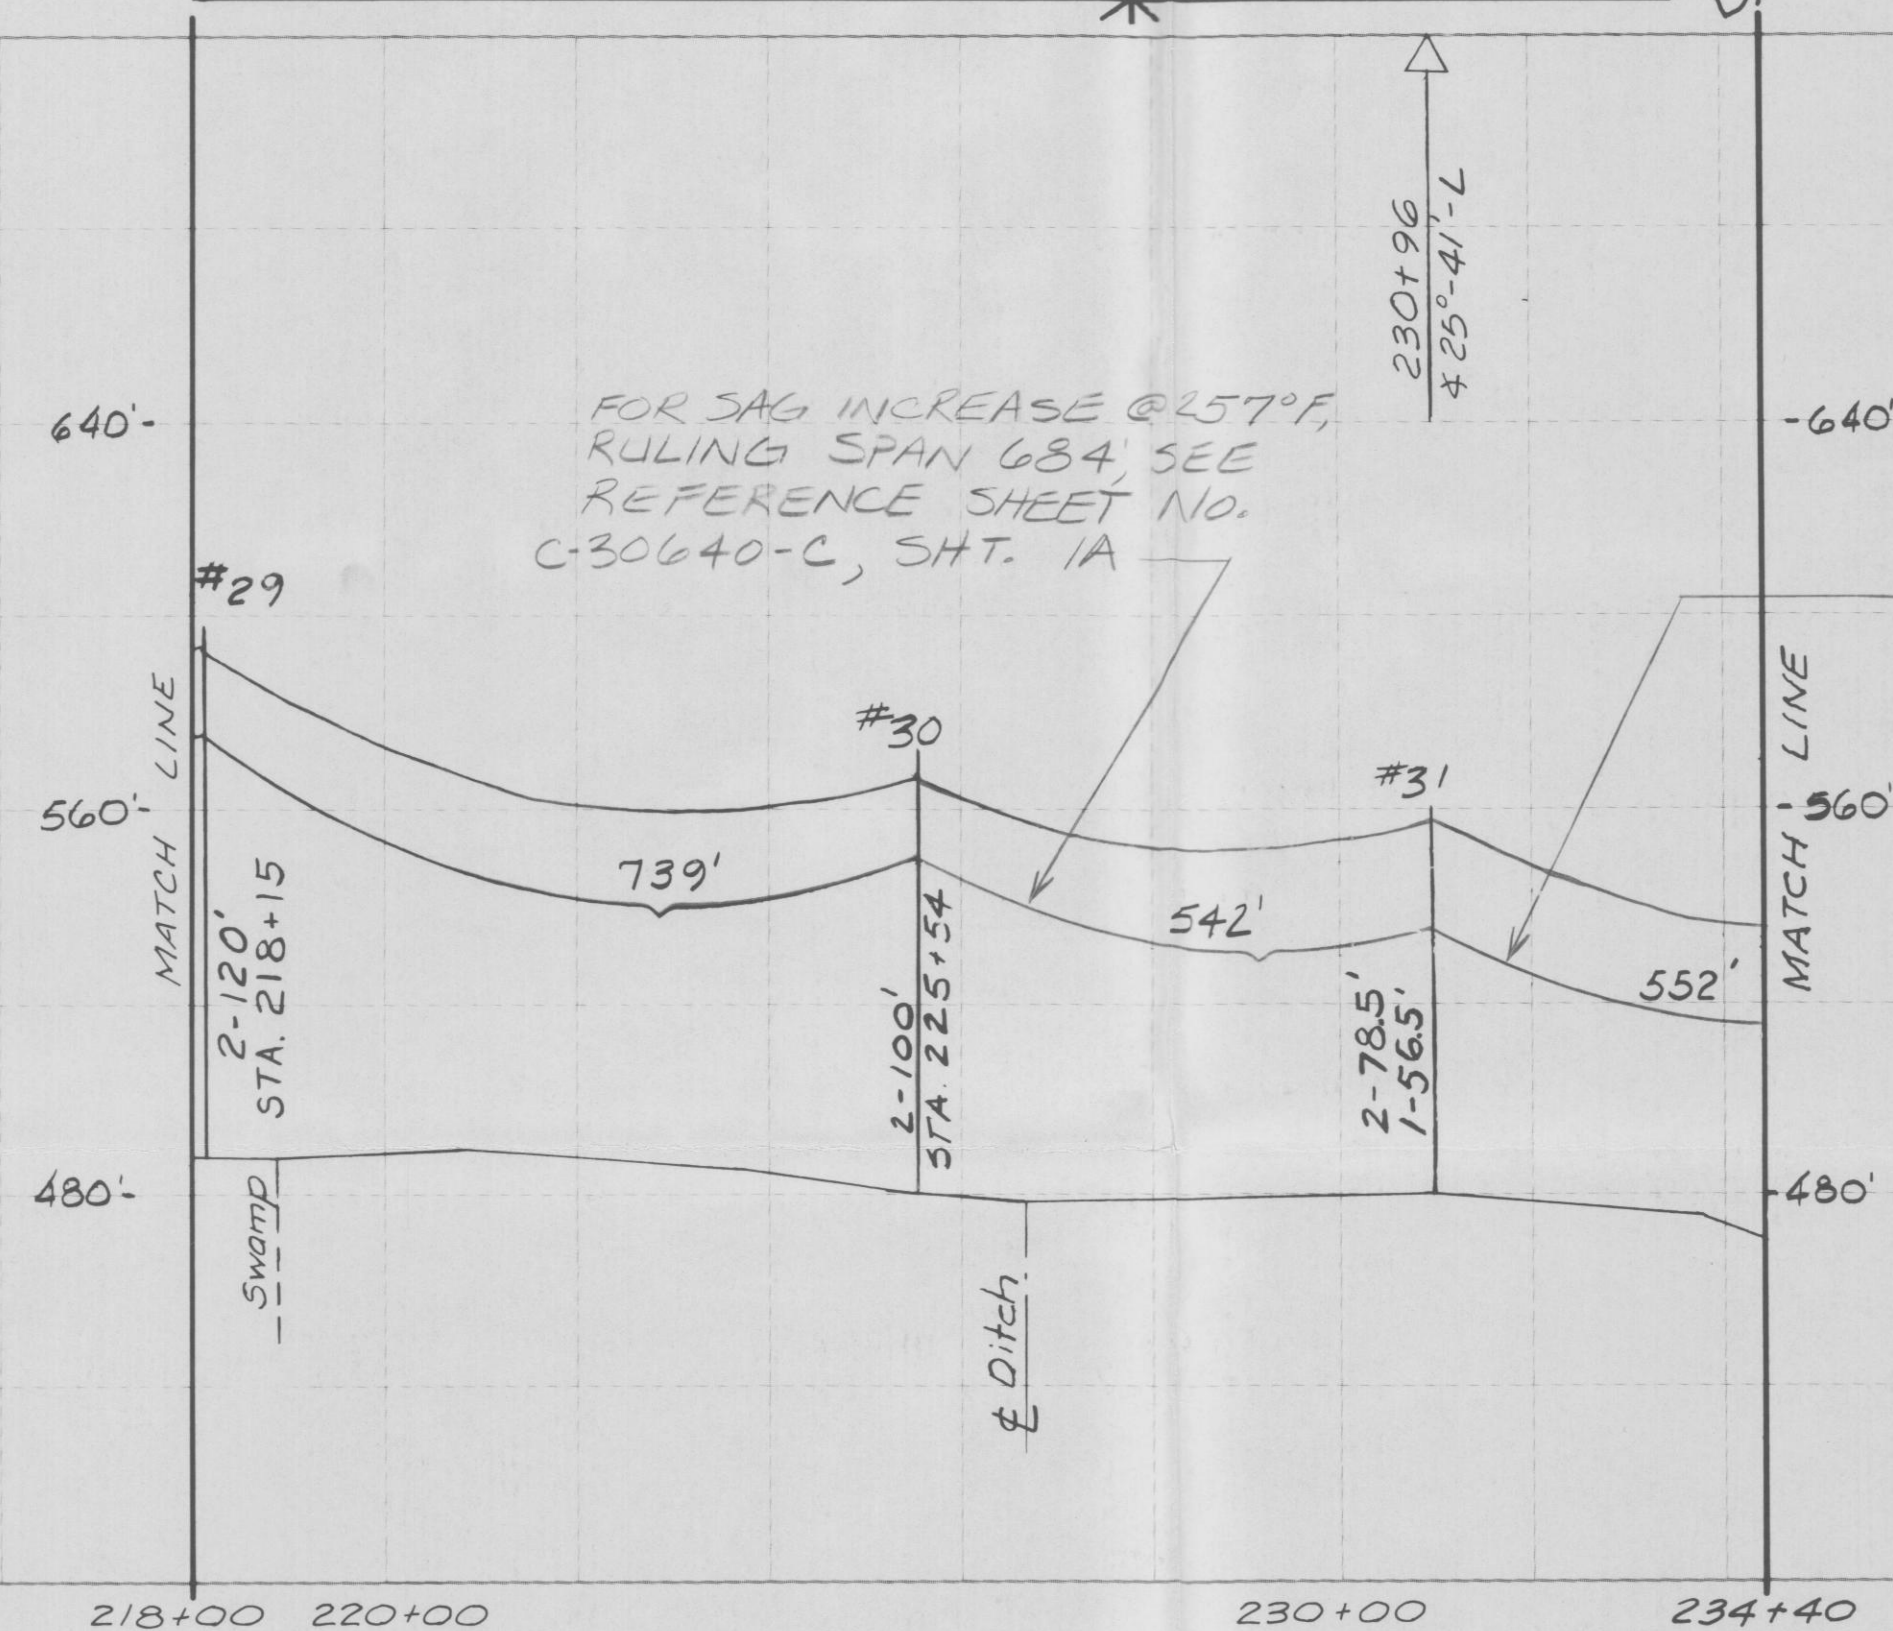 230+96
∡ 25°-41'-L
640'-
-640'
FOR SAG INCREASE @ 257°F,
RULING SPAN 684', SEE
REFERENCE SHEET NO.
C-30640-C, SHT. 1A
#29
#30
#31
MATCH LINE
MATCH LINE
560'-
-560'
739'
542'
552'
2-120'
STA. 218+15
2-100'
STA. 225+54
2-78.5'
1-56.5'
480'-
-480'
Swamp
℄ Ditch
218+00 220+00 230+00 234+40